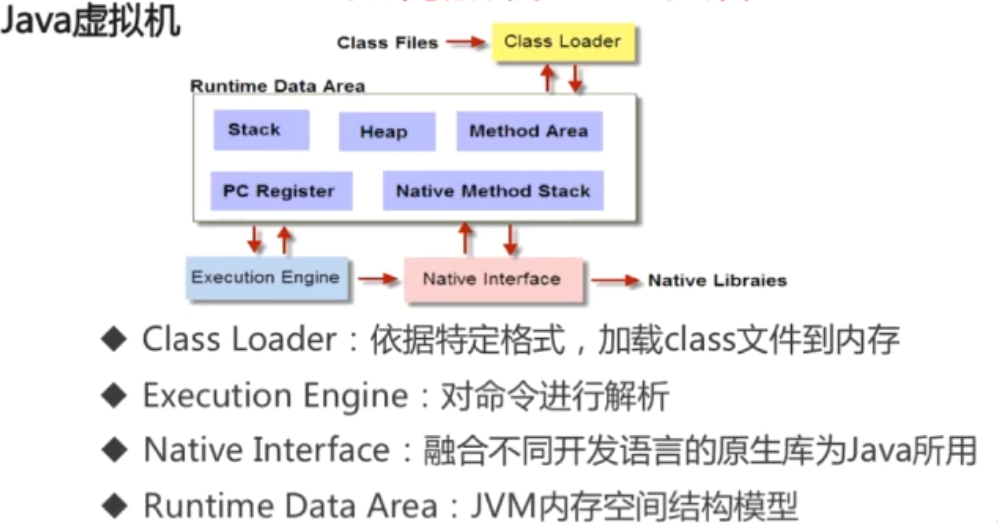 Java虚拟机
Class Files
Class Loader
Runtime Data Area
Stack
Heap
Method Area
PC Register
Native Method Stack
Execution Engine
Native Interface
Native Libraies
◆ Class Loader：依据特定格式，加载class文件到内存
◆ Execution Engine：对命令进行解析
◆ Native Interface：融合不同开发语言的原生库为Java所用
◆ Runtime Data Area：JVM内存空间结构模型